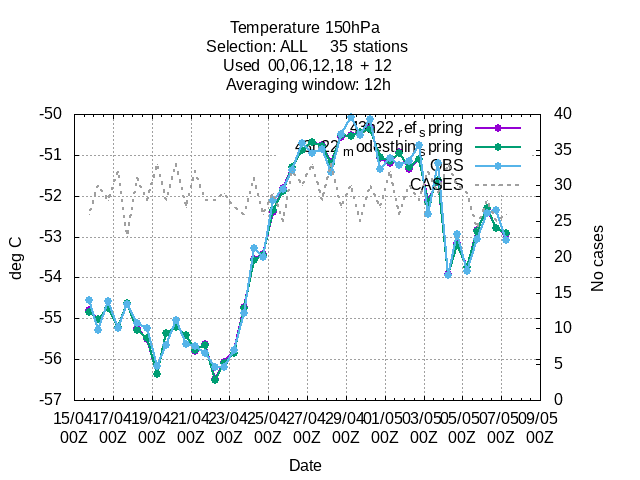 Temperature 150hPa
Selection: ALL 35 stations
Used 00,06,12,18 + 12
Averaging window: 12h
-50 40
43h22_ref_spring
43h22_modesthin_spring
-51 35
OBS
CASES
-52 30
25
-53
deg C No cases
20
-54
15
-55
10
-56
5
-57 0
15/04 17/04 19/04 21/04 23/04 25/04 27/04 29/04 01/05 03/05 05/05 07/05 09/05
00Z 00Z 00Z 00Z 00Z 00Z 00Z 00Z 00Z 00Z 00Z 00Z 00Z
Date